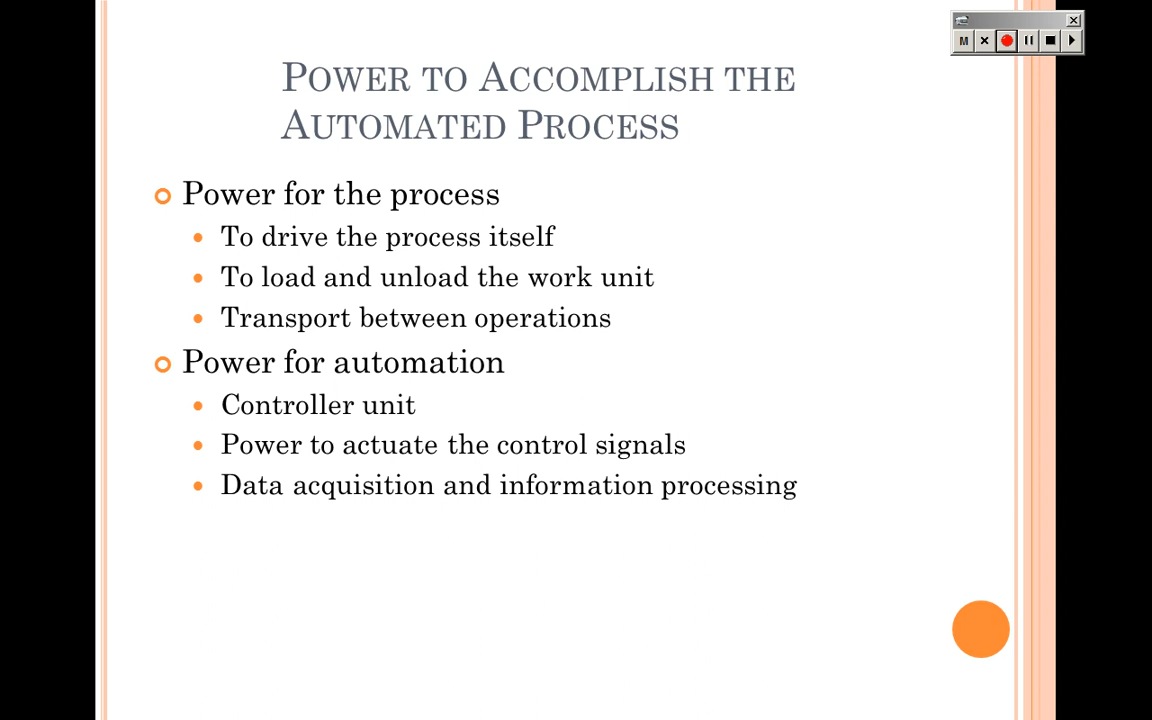 Power to Accomplish the
Automated Process
Power for the process
To drive the process itself
To load and unload the work unit
Transport between operations
Power for automation
Controller unit
Power to actuate the control signals
Data acquisition and information processing
M